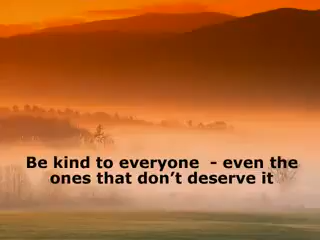 Be kind to everyone  - even the
ones that don’t deserve it